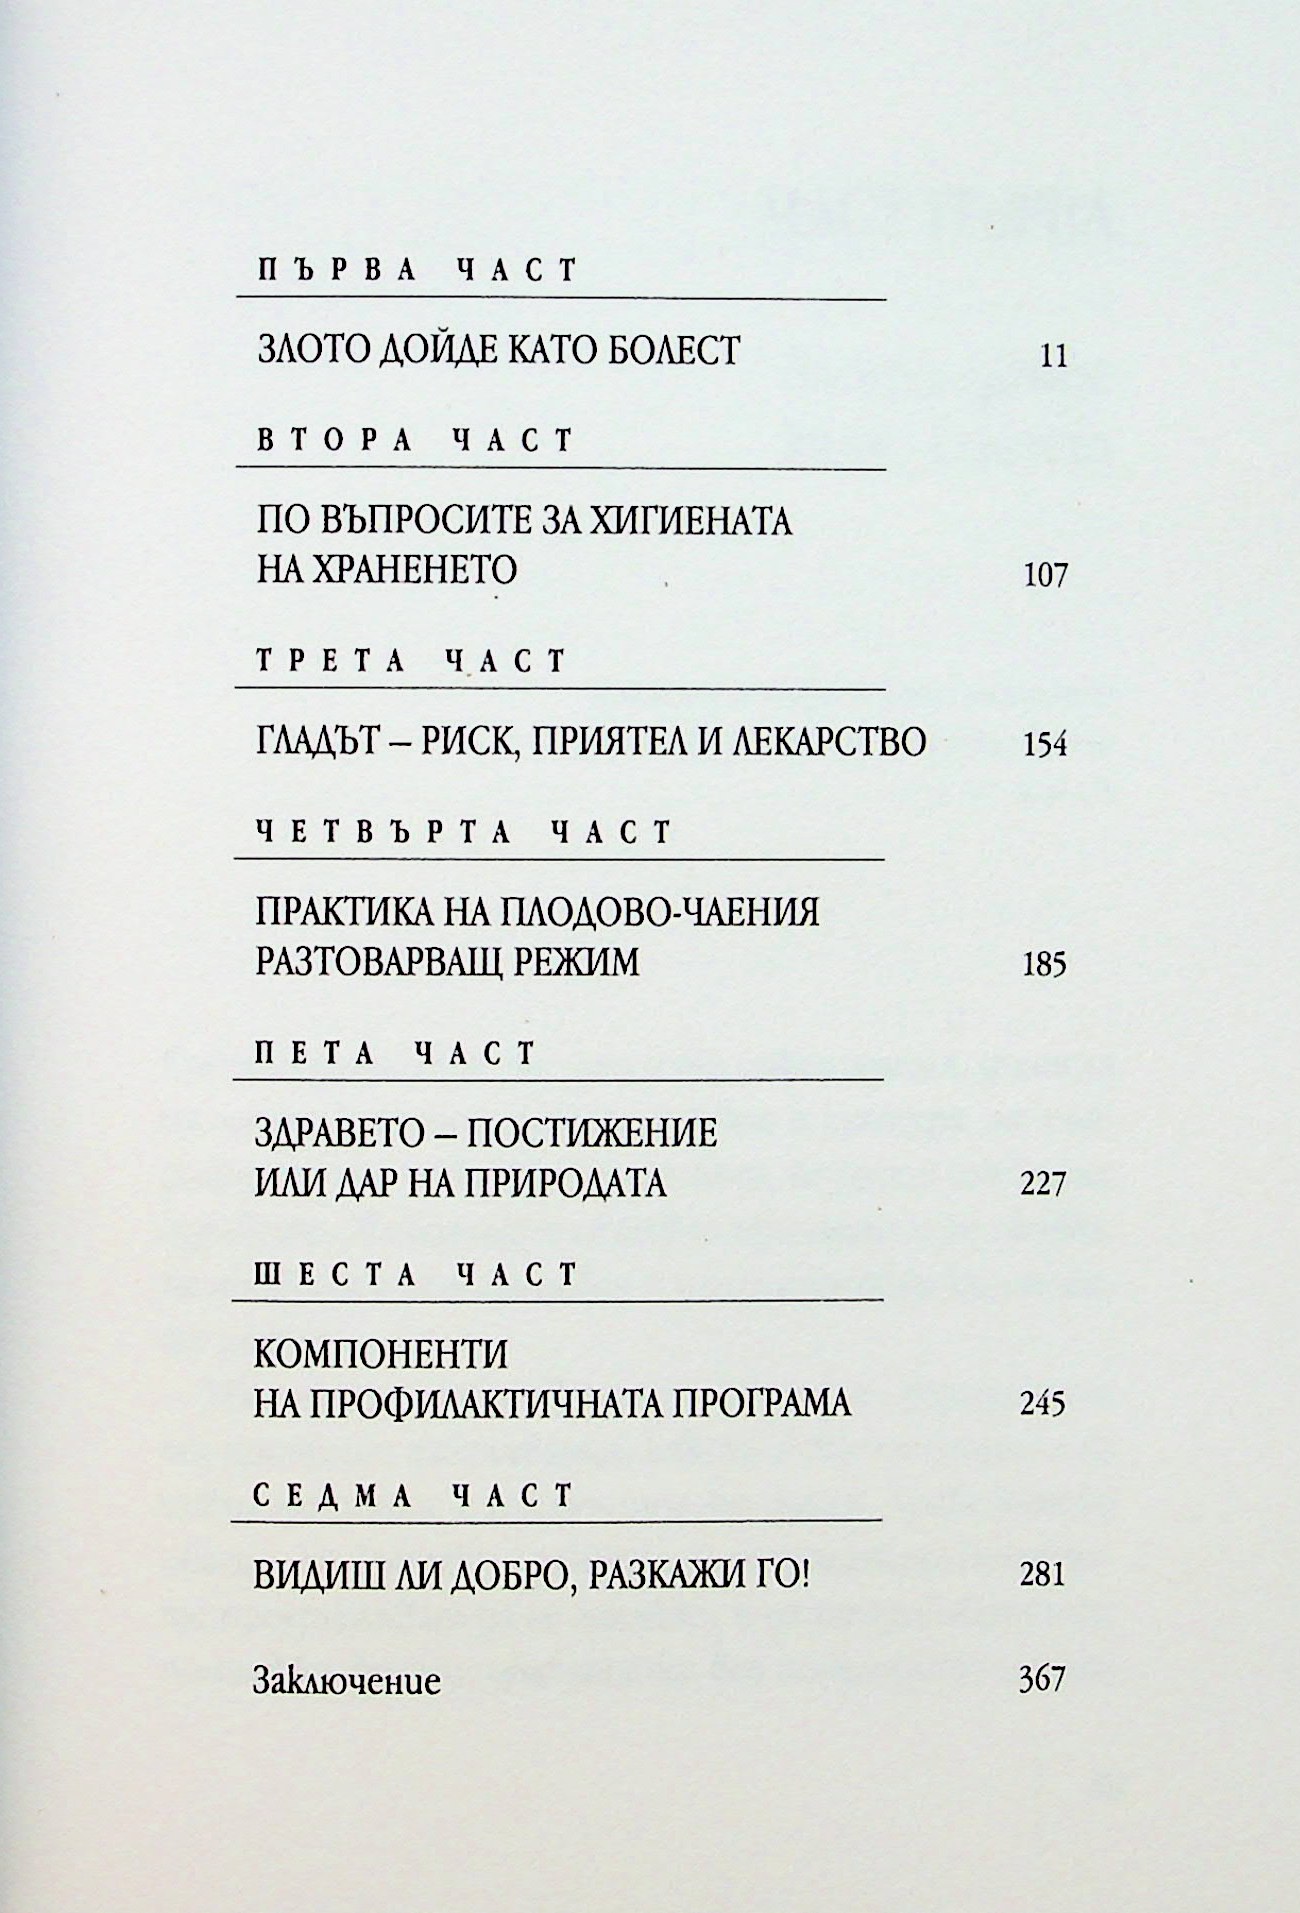 ПЪРВА ЧАСТ
ЗЛОТО ДОЙДЕ КАТО БОЛЕСТ 11
ВТОРА ЧАСТ
ПО ВЪПРОСИТЕ ЗА ХИГИЕНАТА
НА ХРАНЕНЕТО 107
ТРЕТА ЧАСТ
ГЛАДЪТ – РИСК, ПРИЯТЕЛ И ЛЕКАРСТВО 154
ЧЕТВЪРТА ЧАСТ
ПРАКТИКА НА ПЛОДОВО-ЧАЕНИЯ
РАЗТОВАРВАЩ РЕЖИМ 185
ПЕТА ЧАСТ
ЗДРАВЕТО – ПОСТИЖЕНИЕ
ИЛИ ДАР НА ПРИРОДАТА 227
ШЕСТА ЧАСТ
КОМПОНЕНТИ
НА ПРОФИЛАКТИЧНАТА ПРОГРАМА 245
СЕДМА ЧАСТ
ВИДИШ ЛИ ДОБРО, РАЗКАЖИ ГО! 281
Заключение 367